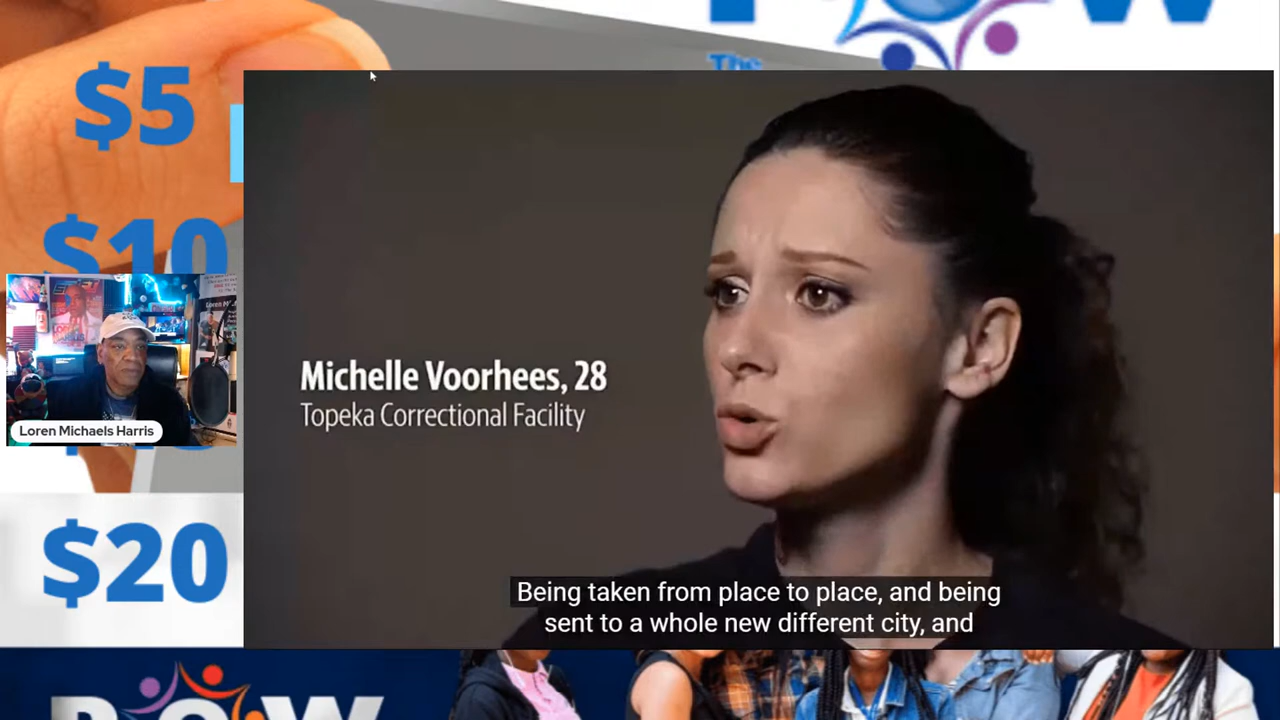 $5
The
$10
Michelle Voorhees, 28
Topeka Correctional Facility
Loren Michaels Harris
$20
Being taken from place to place, and being
sent to a whole new different city, and